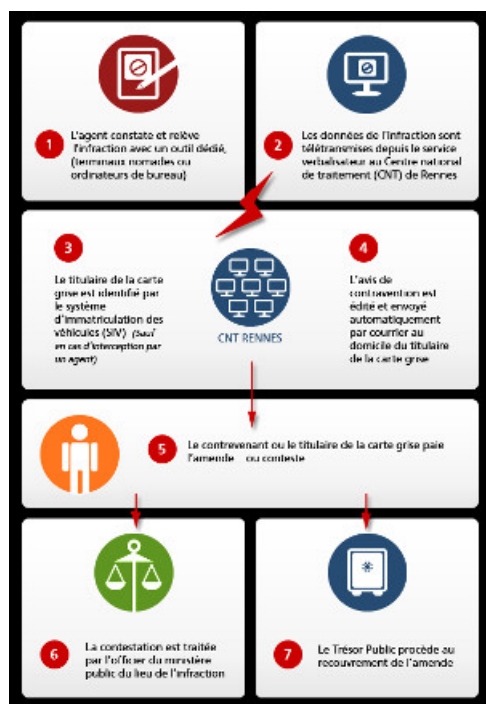 1
L'agent constate et relève
l'infraction avec un outil dédié,
(terminaux nomades ou
ordinateurs de bureau)
2
Les données de l'infraction sont
télétransmises depuis le service
verbalisateur au Centre national
de traitement (CNT) de Rennes
3
Le titulaire de la carte
grise est identifié par
le système
d'immatriculation des
véhicules (SIV) (Sauf
en cas d'interception par
un agent)
CNT RENNES
4
L'avis de
contravention est
édité et envoyé
automatiquement
par courrier au
domicile du titulaire
de la carte grise
5
Le contrevenant ou le titulaire de la carte grise paie
l'amende ou conteste
6
La contestation est traitée
par l'officier du ministère
public du lieu de l'infraction
7
Le Trésor Public procède au
recouvrement de l'amende